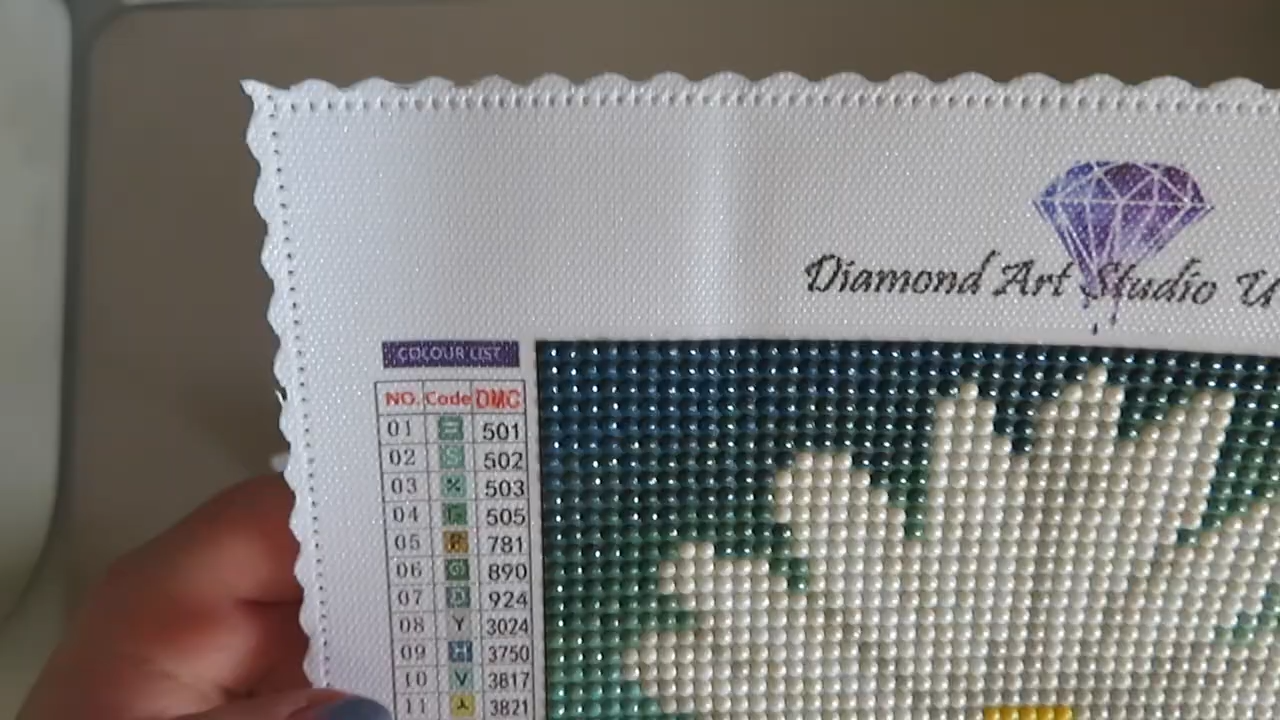 Diamond Art Studio U
COLOUR LIST
NO. Code DMC
01 501
02 502
03 503
04 505
05 781
06 890
07 924
08 Y 3024
09 H 3750
10 V 3817
11 3821